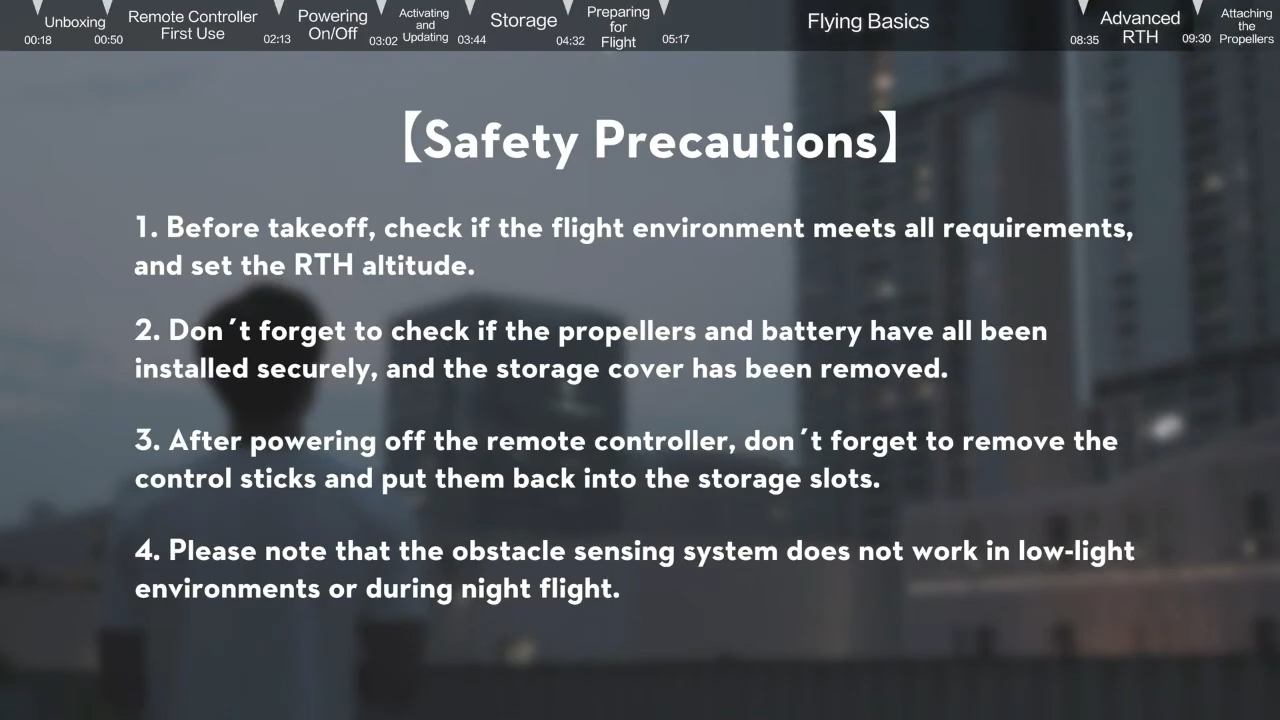 Unboxing
Remote Controller
First Use
Powering
On/Off
Activating
and
Updating
Storage
Preparing
for
Flight
Flying Basics
Advanced
RTH
Attaching
the
Propellers
00:18
00:50
02:13
03:02
03:44
04:32
05:17
08:35
09:30
【Safety Precautions】
1. Before takeoff, check if the flight environment meets all requirements,
and set the RTH altitude.
2. Don´t forget to check if the propellers and battery have all been
installed securely, and the storage cover has been removed.
3. After powering off the remote controller, don´t forget to remove the
control sticks and put them back into the storage slots.
4. Please note that the obstacle sensing system does not work in low-light
environments or during night flight.